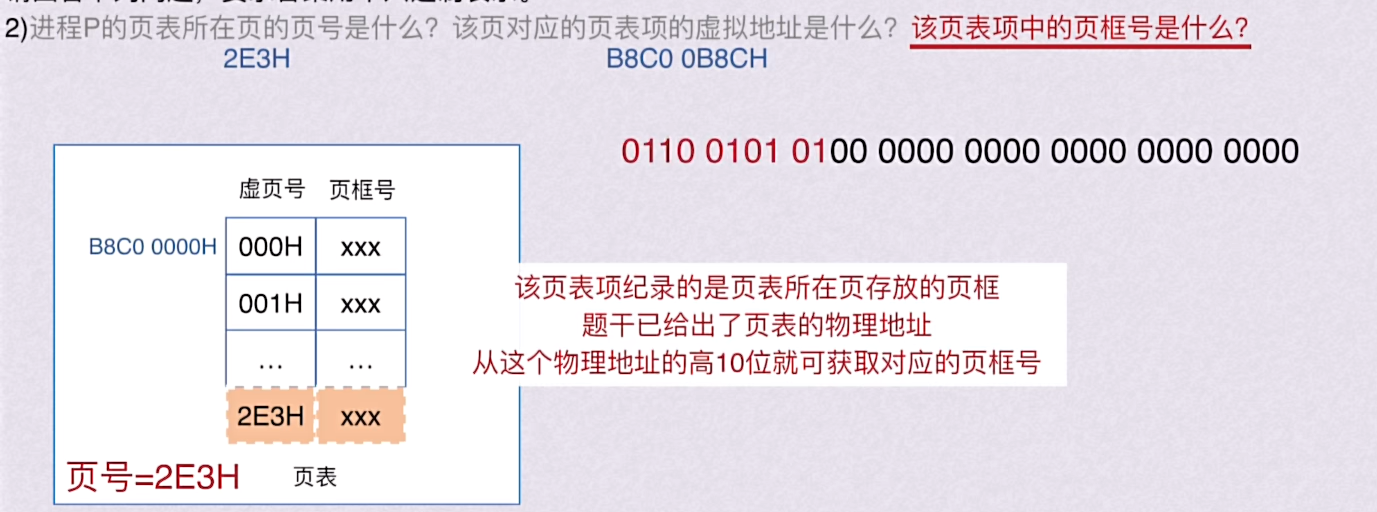 2)进程P的页表所在页的页号是什么？该页对应的页表项的虚拟地址是什么？该页表项中的页框号是什么?
2E3H B8C0 0B8CH
0110 0101 0100 0000 0000 0000 0000 0000
虚页号 页框号
B8C0 0000H 000H xxx
001H xxx
... ...
2E3H xxx
页号=2E3H 页表
该页表项纪录的是页表所在页存放的页框
题干已给出了页表的物理地址
从这个物理地址的高10位就可获取对应的页框号